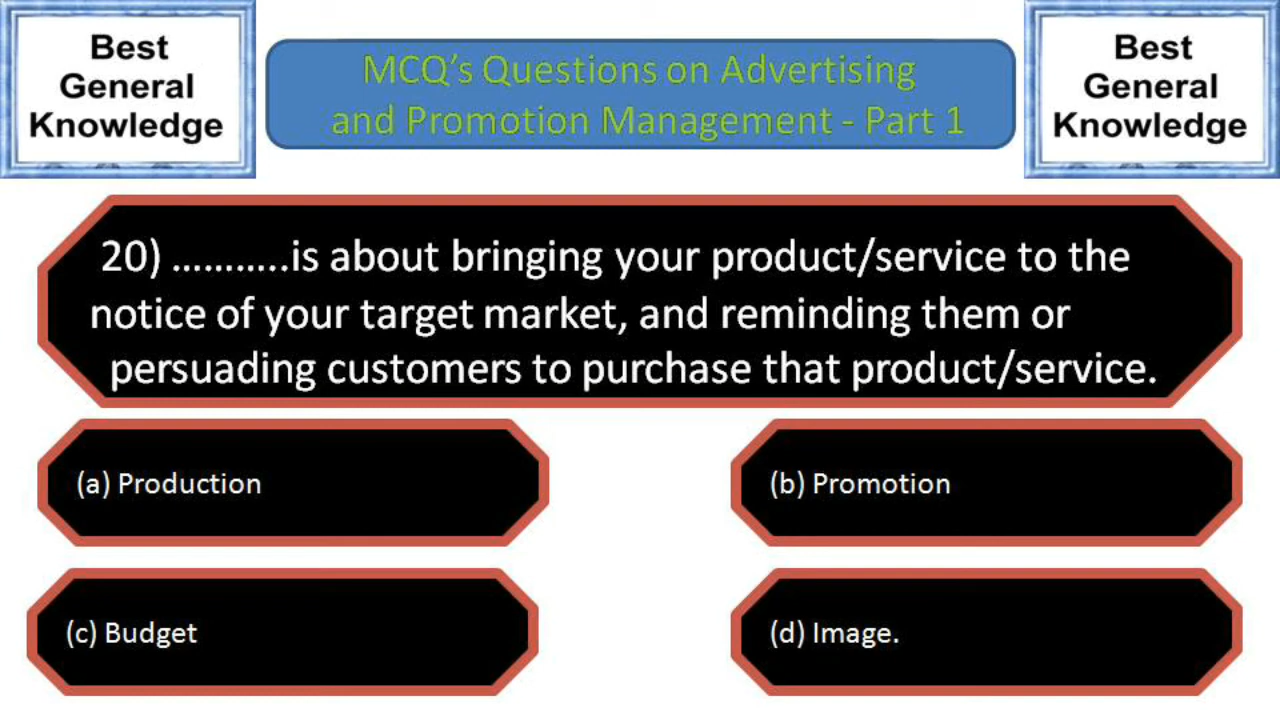 Best
General
Knowledge
MCQ's Questions on Advertising
and Promotion Management - Part 1
Best
General
Knowledge
20) ………..is about bringing your product/service to the
notice of your target market, and reminding them or
persuading customers to purchase that product/service.
(a) Production
(b) Promotion
(c) Budget
(d) Image.